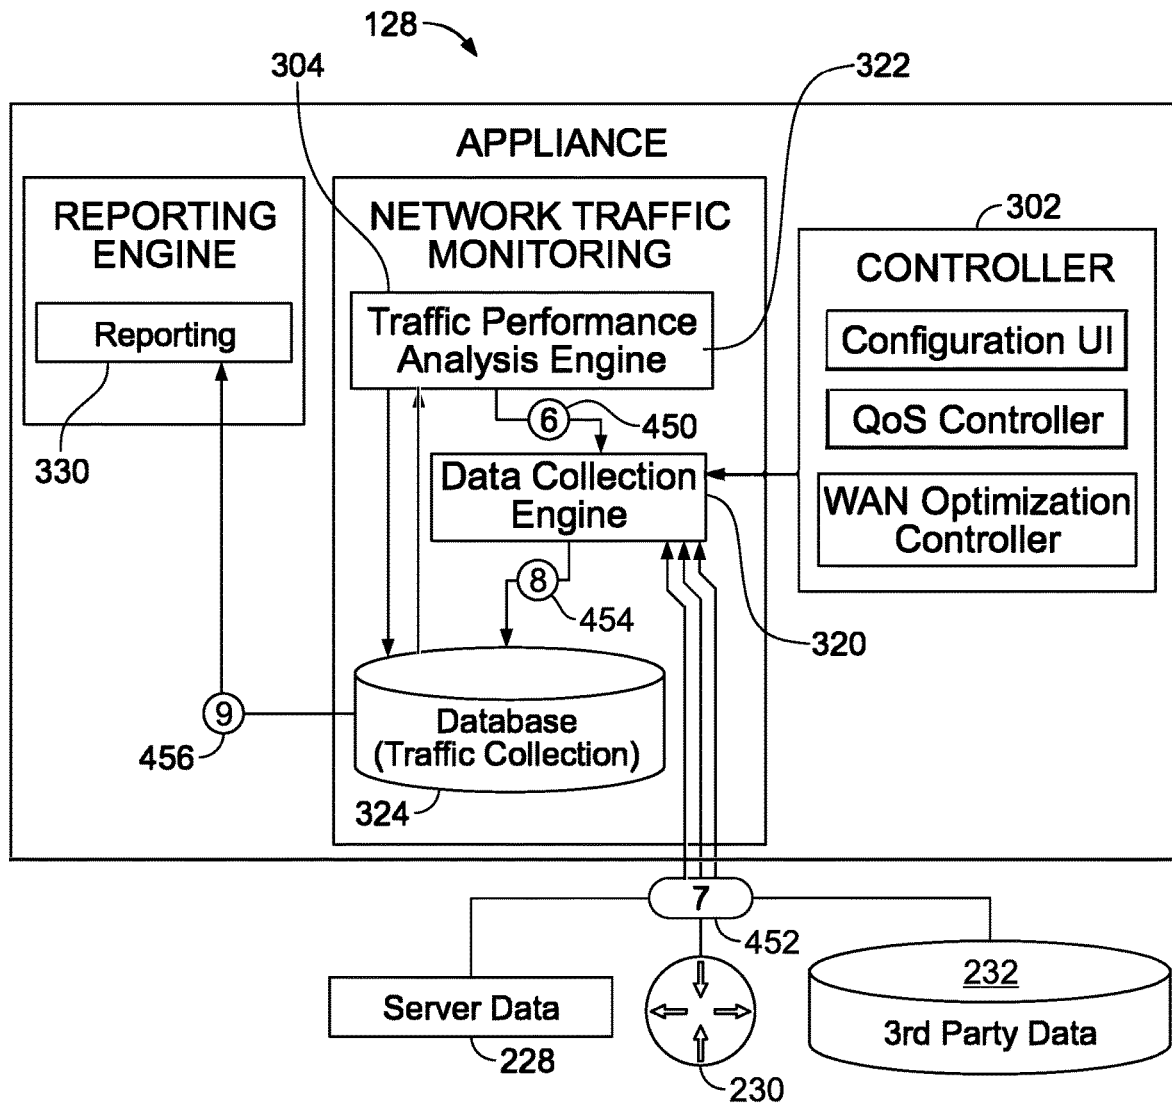 128
304
322
APPLIANCE
REPORTING
ENGINE
NETWORK TRAFFIC
MONITORING
302
CONTROLLER
Reporting
Traffic Performance
Analysis Engine
Configuration UI
6
450
QoS Controller
330
Data Collection
Engine
WAN Optimization
Controller
8
454
320
9
456
Database
(Traffic Collection)
324
7
452
232
Server Data
3rd Party Data
228
230